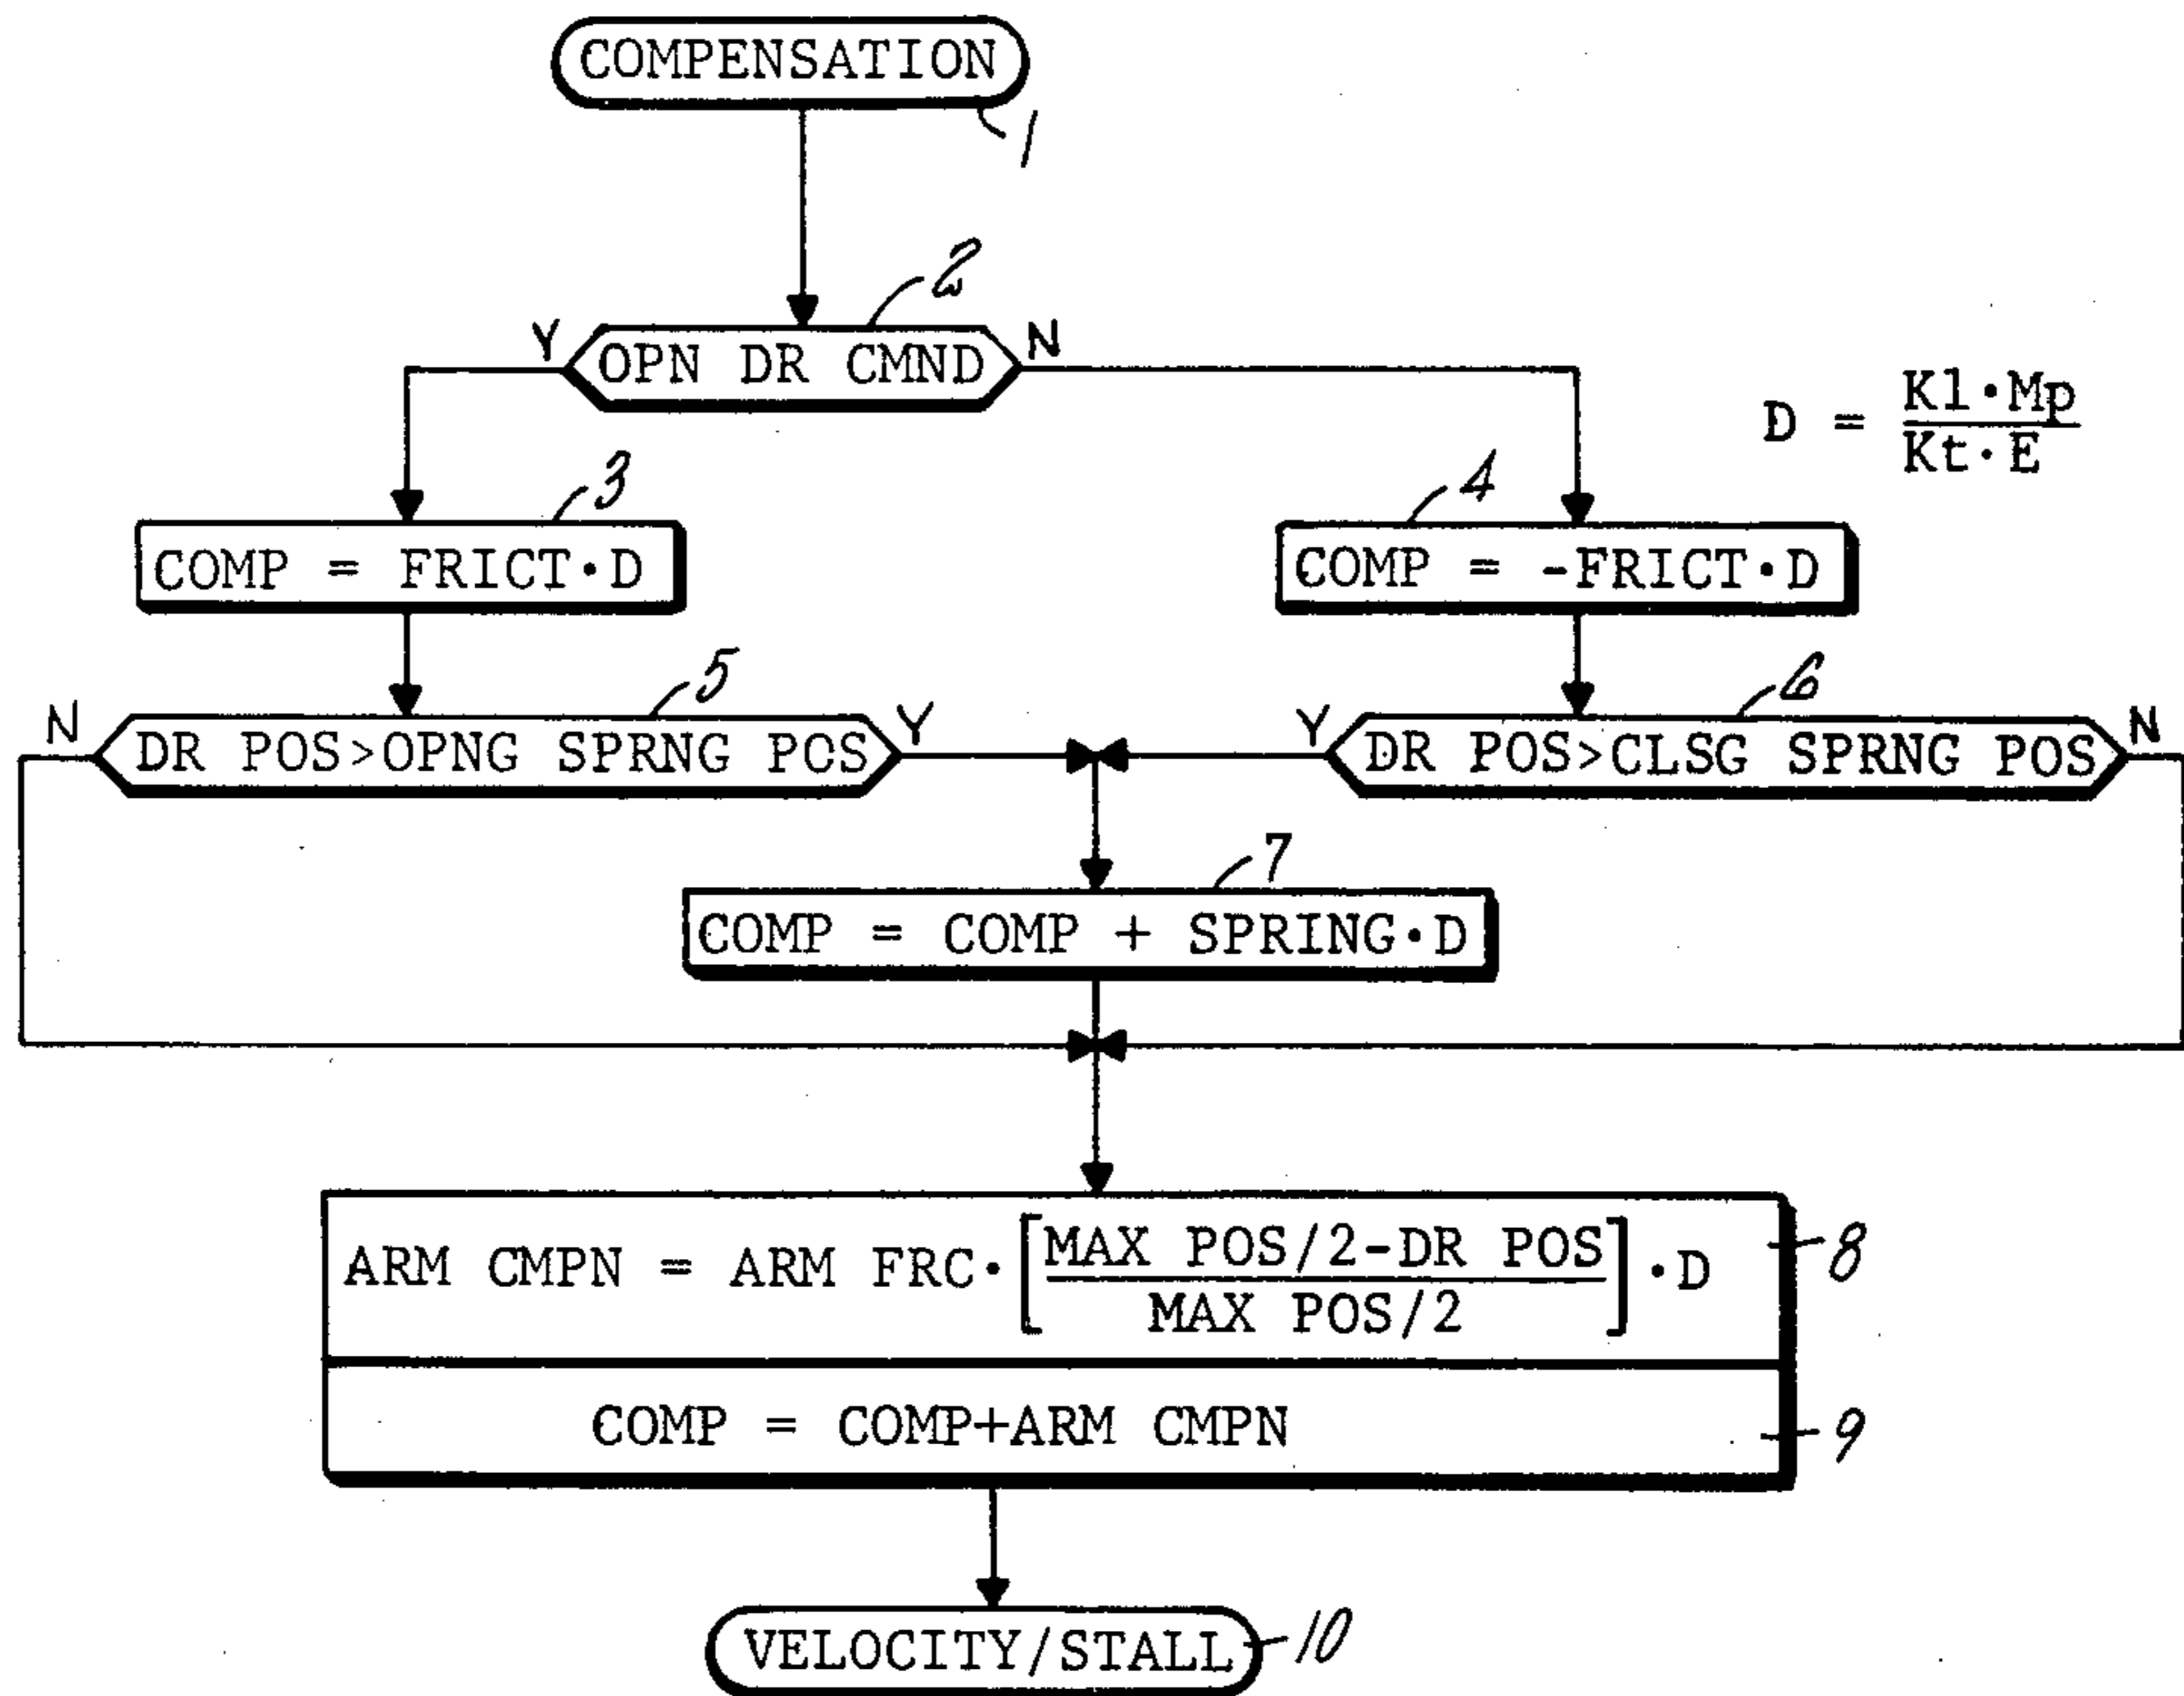 COMPENSATION
1
2
Y
OPN DR CMND
N
D = Kl·Mp
Kt·E
3
4
COMP = FRICT·D
COMP = -FRICT·D
5
6
N
DR POS>OPNG SPRNG POS
Y
Y
DR POS>CLSG SPRNG POS
N
7
COMP = COMP + SPRING·D
ARM CMPN = ARM FRC·[MAX POS/2-DR POS
MAX POS/2]·D
8
COMP = COMP+ARM CMPN
9
VELOCITY/STALL
10